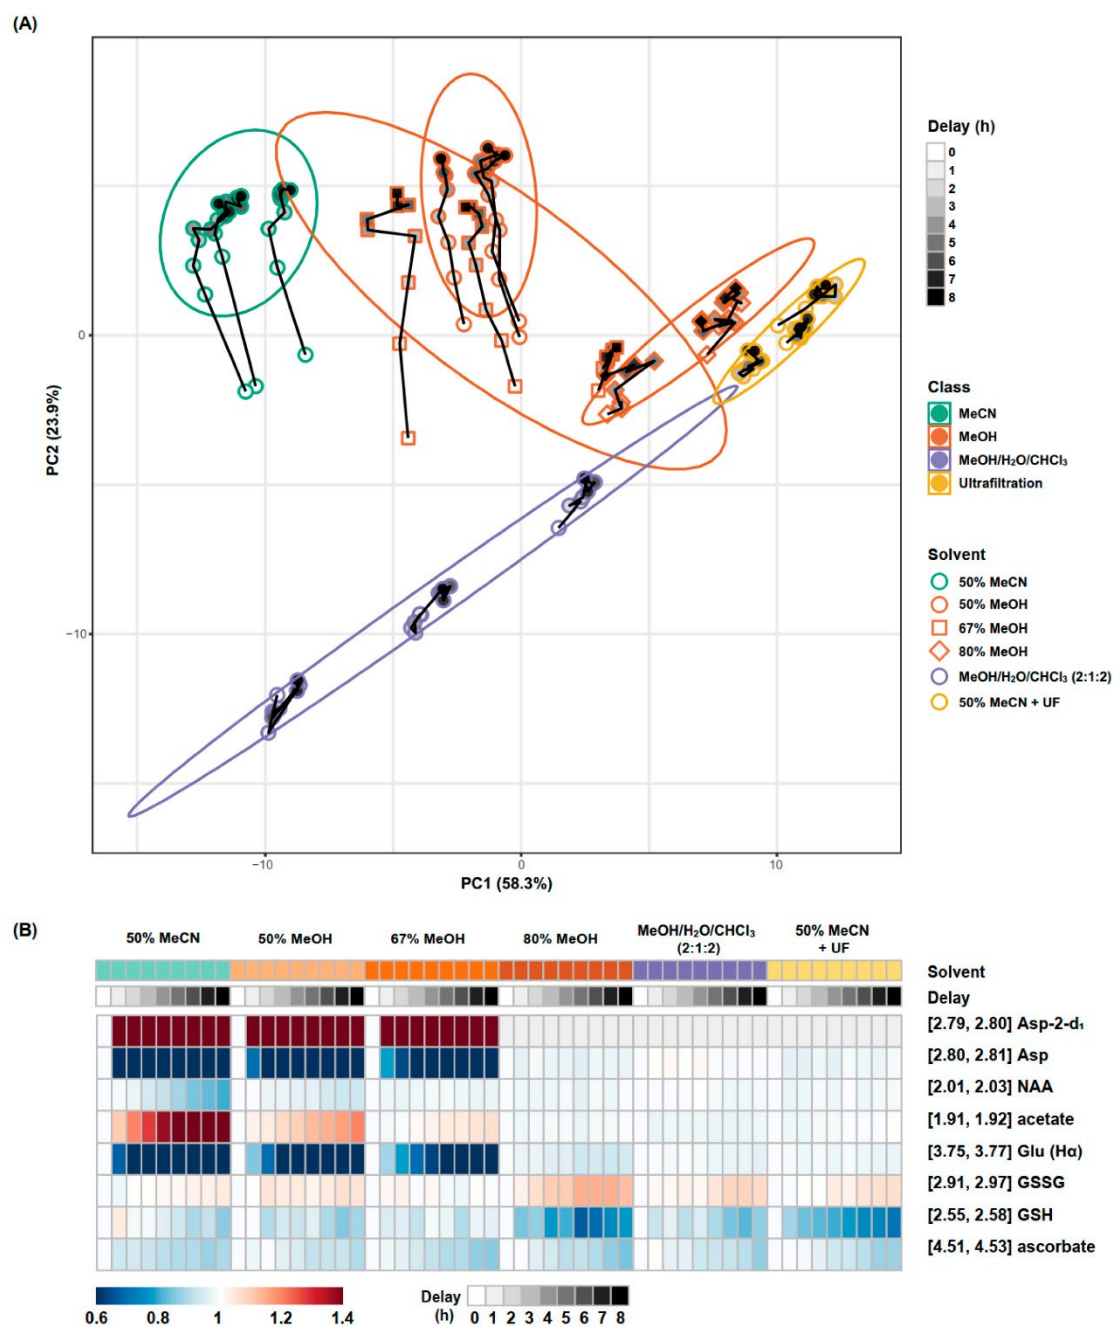 (A)
Delay (h)
0
1
2
3
4
5
6
7
8
Class
MeCN
MeOH
MeOH/H₂O/CHCl₃
Ultrafiltration
Solvent
50% MeCN
50% MeOH
67% MeOH
80% MeOH
MeOH/H₂O/CHCl₃ (2:1:2)
50% MeCN + UF
PC2 (23.9%)
0
−10
−10
0
10
PC1 (58.3%)
(B)
50% MeCN
50% MeOH
67% MeOH
80% MeOH
MeOH/H₂O/CHCl₃
(2:1:2)
50% MeCN
+ UF
Solvent
Delay
[2.79, 2.80] Asp-2-d₁
[2.80, 2.81] Asp
[2.01, 2.03] NAA
[1.91, 1.92] acetate
[3.75, 3.77] Glu (Hα)
[2.91, 2.97] GSSG
[2.55, 2.58] GSH
[4.51, 4.53] ascorbate
0.6 0.8 1 1.2 1.4
Delay
(h)
0 1 2 3 4 5 6 7 8